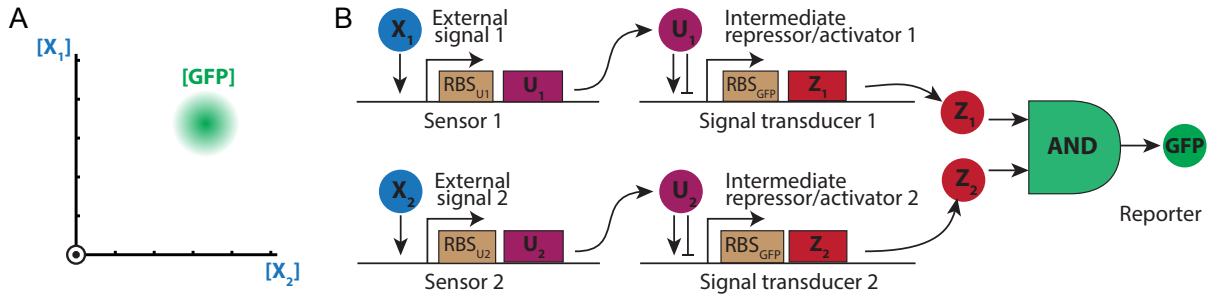 A
[X1]
[GFP]
[X2]
B
X1
External
signal 1
U1
Intermediate
repressor/activator 1
RBSU1
U1
RBSGFP
Z1
Sensor 1
Signal transducer 1
Z1
AND
GFP
Z2
Reporter
X2
External
signal 2
U2
Intermediate
repressor/activator 2
RBSU2
U2
RBSGFP
Z2
Sensor 2
Signal transducer 2